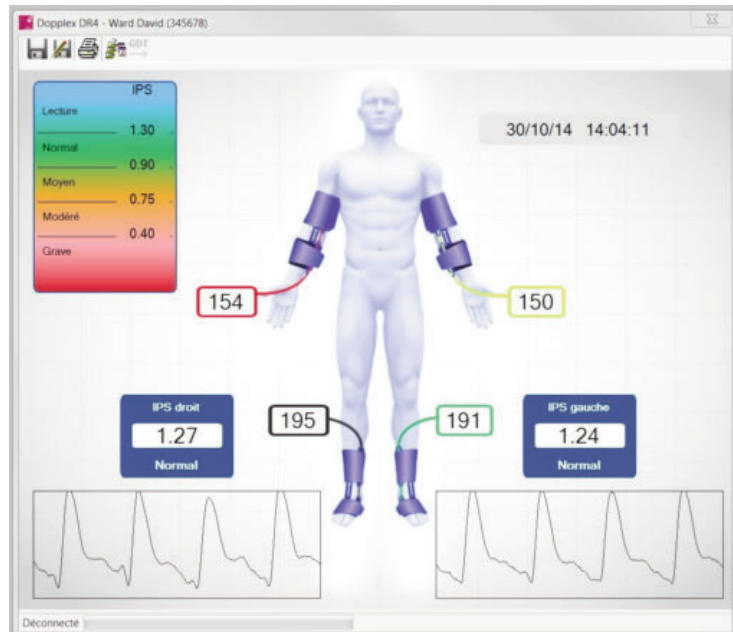 Dopplex DR4 - Ward David (345678)
GDT
IPS
Lecture
1.30
Normal
0.90
Moyen
0.75
Modéré
0.40
Grave
30/10/14 14:04:11
154
150
IPS droit
1.27
Normal
195
191
IPS gauche
1.24
Normal
Déconnecté